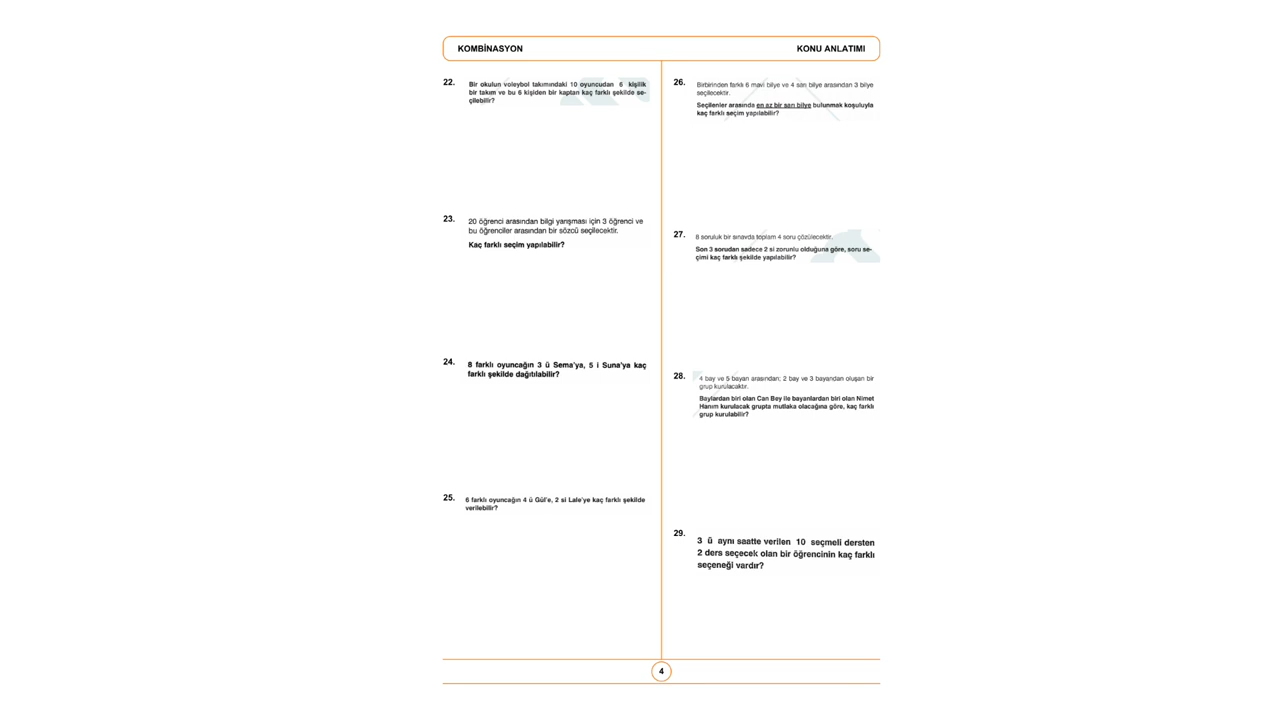 KOMBİNASYON
KONU ANLATIMI
22.
Bir okulun voleybol takımındaki 10 oyuncudan 6 kişilik
bir takım ve bu 6 kişiden bir kaptan kaç farklı şekilde se-
çilebilir?
23.
20 öğrenci arasından bilgi yarışması için 3 öğrenci ve
bu öğrenciler arasından bir sözcü seçilecektir.
Kaç farklı seçim yapılabilir?
24.
8 farklı oyuncağın 3 ü Sema'ya, 5 i Suna'ya kaç
farklı şekilde dağıtılabilir?
25.
6 farklı oyuncağın 4 ü Gül'e, 2 si Lale'ye kaç farklı şekilde
verilebilir?
26.
Birbirinden farklı 6 mavi bilye ve 4 sarı bilye arasından 3 bilye
seçilecektir.
Seçilenler arasında en az bir sarı bilye bulunmak koşuluyla
kaç farklı seçim yapılabilir?
27.
8 soruluk bir sınavda toplam 4 soru çözülecektir.
Son 3 sorudan sadece 2 si zorunlu olduğuna göre, soru se-
çimi kaç farklı şekilde yapılabilir?
28.
4 bay ve 5 bayan arasından; 2 bay ve 3 bayandan oluşan bir
grup kurulacaktır.
Baylardan biri olan Can Bey ile bayanlardan biri olan Nimet
Hanım kurulacak grupta mutlaka olacağına göre, kaç farklı
grup kurulabilir?
29.
3 ü aynı saatte verilen 10 seçmeli dersten
2 ders seçecek olan bir öğrencinin kaç farklı
seçeneği vardır?
4